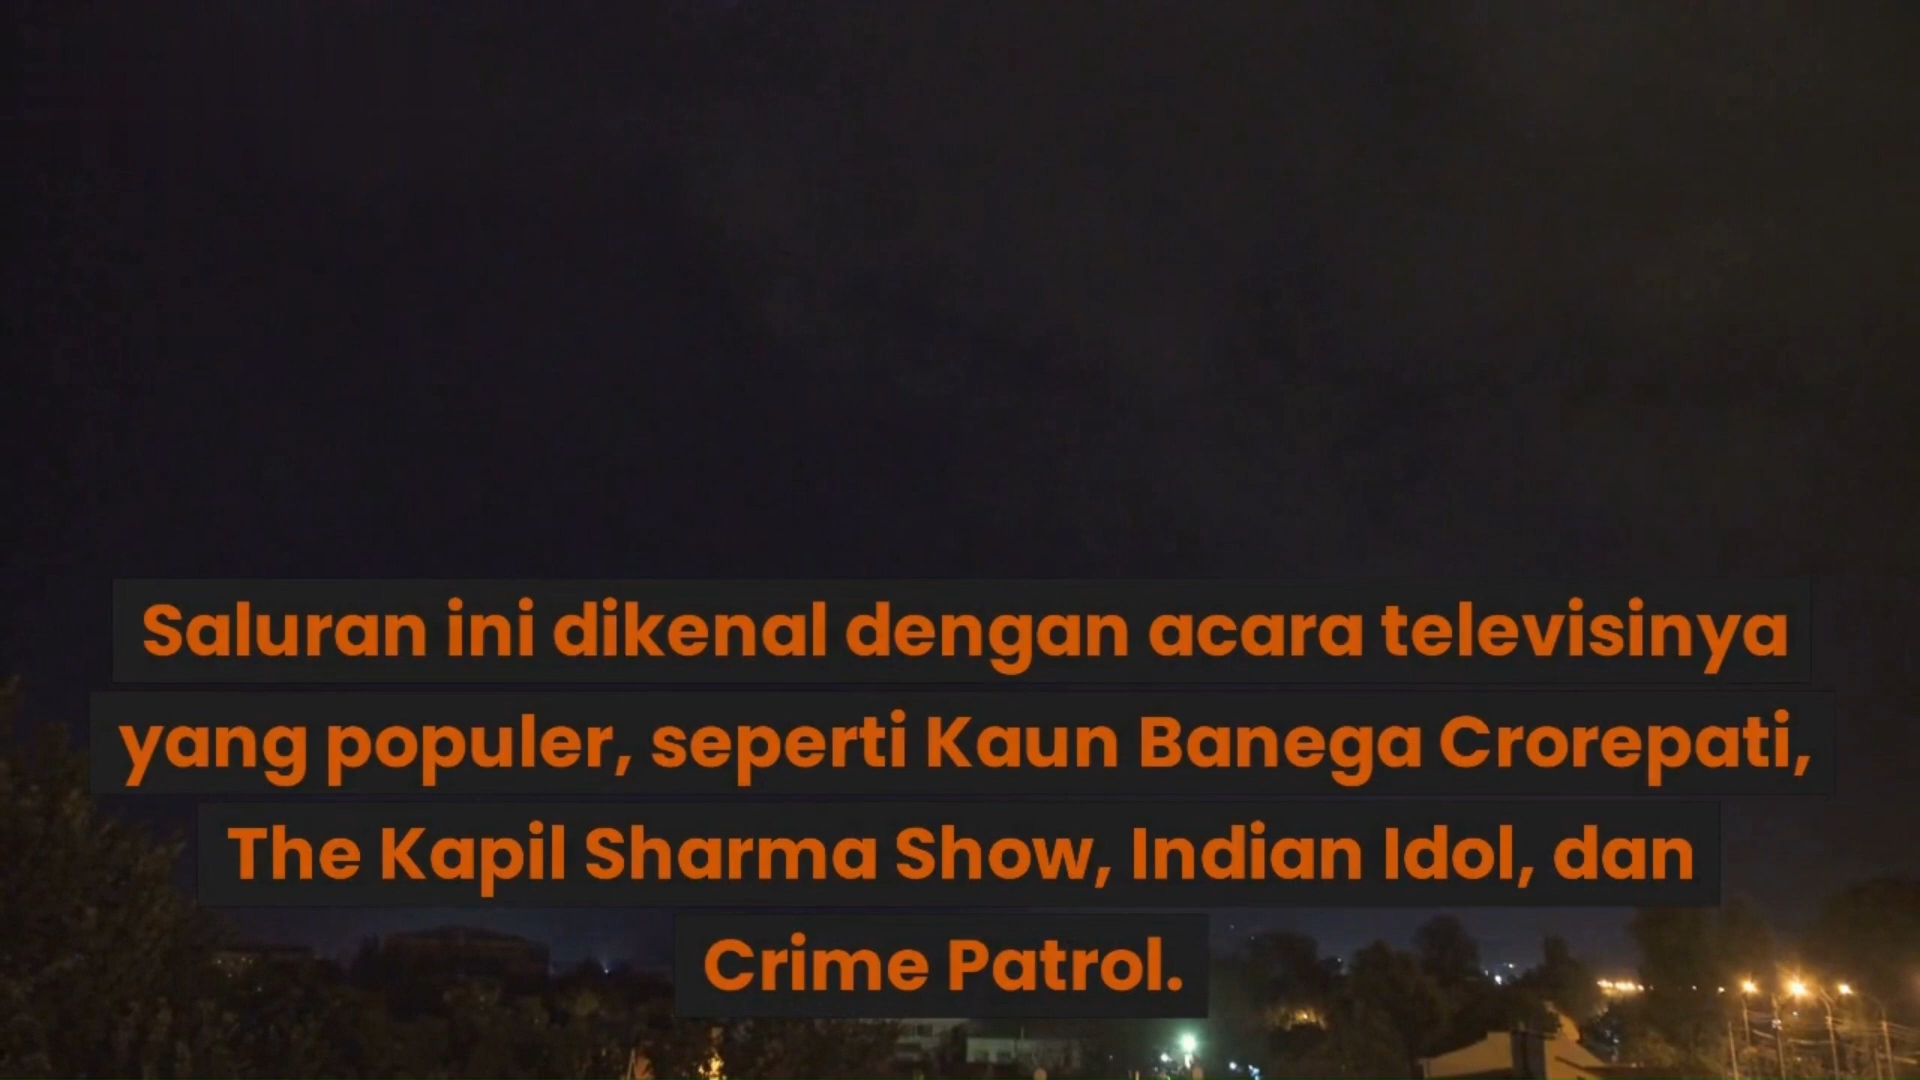 Saluran ini dikenal dengan acara televisinya
yang populer, seperti Kaun Banega Crorepati,
The Kapil Sharma Show, Indian Idol, dan
Crime Patrol.